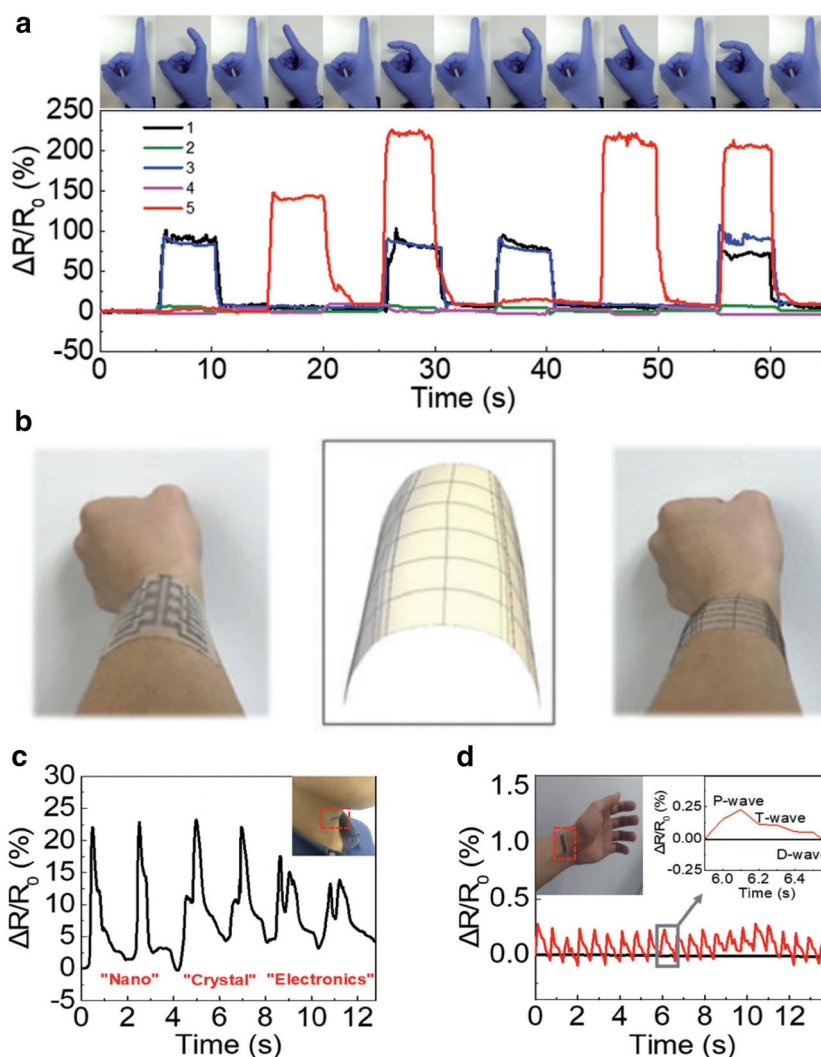 a
250
200
150
100
50
0
-50
ΔR/R0 (%)
1
2
3
4
5
0 10 20 30 40 50 60
Time (s)
b
c
30
25
20
15
10
5
0
-5
ΔR/R0 (%)
"Nano" "Crystal" "Electronics"
0 2 4 6 8 10 12
Time (s)
d
1.5
1.0
0.5
0.0
ΔR/R0 (%)
0.25
0.00
-0.25
ΔR/R0 (%)
P-wave
T-wave
D-wave
6.0 6.2 6.4
Time (s)
0 2 4 6 8 10 12
Time (s)